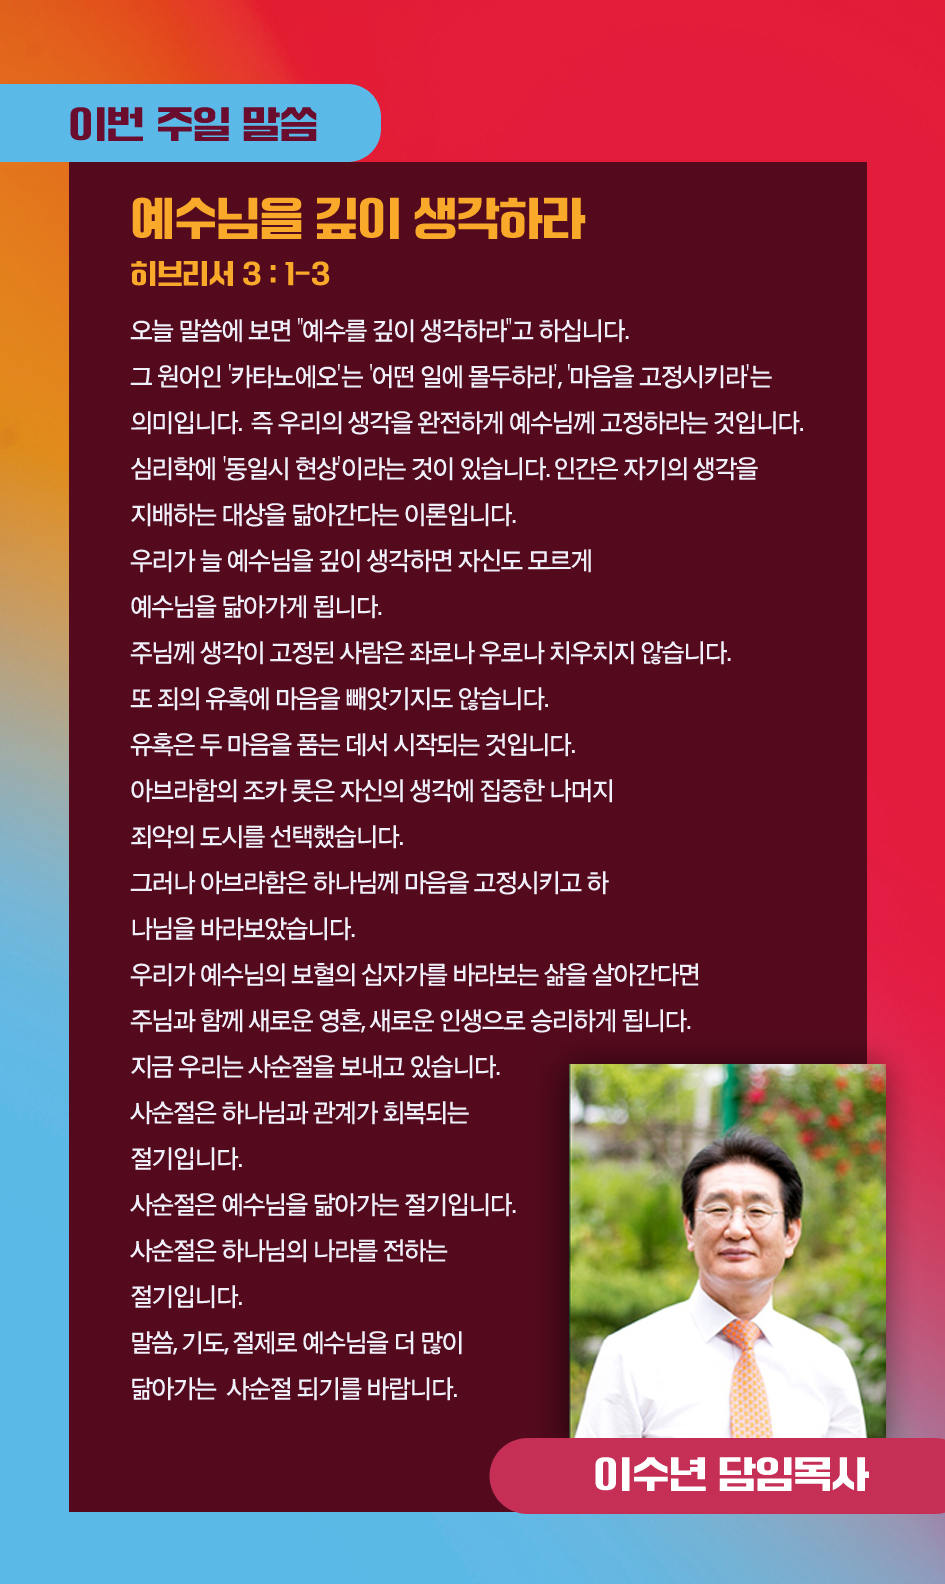 이번 주일 말씀
예수님을 깊이 생각하라
히브리서 3 : 1-3
오늘 말씀에 보면 "예수를 깊이 생각하라"고 하십니다.
그 원어인 '카타노에오'는 '어떤 일에 몰두하라', '마음을 고정시키라'는
의미입니다. 즉 우리의 생각을 완전하게 예수님께 고정하라는 것입니다.
심리학에 '동일시 현상'이라는 것이 있습니다. 인간은 자기의 생각을
지배하는 대상을 닮아간다는 이론입니다.
우리가 늘 예수님을 깊이 생각하면 자신도 모르게
예수님을 닮아가게 됩니다.
주님께 생각이 고정된 사람은 좌로나 우로나 치우치지 않습니다.
또 죄의 유혹에 마음을 빼앗기지도 않습니다.
유혹은 두 마음을 품는 데서 시작되는 것입니다.
아브라함의 조카 롯은 자신의 생각에 집중한 나머지
죄악의 도시를 선택했습니다.
그러나 아브라함은 하나님께 마음을 고정시키고 하
나님을 바라보았습니다.
우리가 예수님의 보혈의 십자가를 바라보는 삶을 살아간다면
주님과 함께 새로운 영혼, 새로운 인생으로 승리하게 됩니다.
지금 우리는 사순절을 보내고 있습니다.
사순절은 하나님과 관계가 회복되는
절기입니다.
사순절은 예수님을 닮아가는 절기입니다.
사순절은 하나님의 나라를 전하는
절기입니다.
말씀, 기도, 절제로 예수님을 더 많이
닮아가는 사순절 되기를 바랍니다.
이수년 담임목사